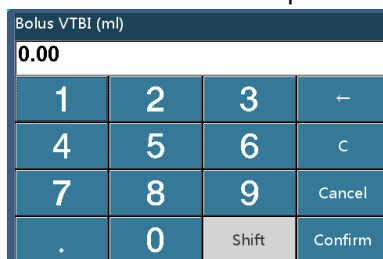 Bolus VTBI (ml)
0.00
1 2 3 ←
4 5 6 C
7 8 9 Cancel
. 0 Shift Confirm